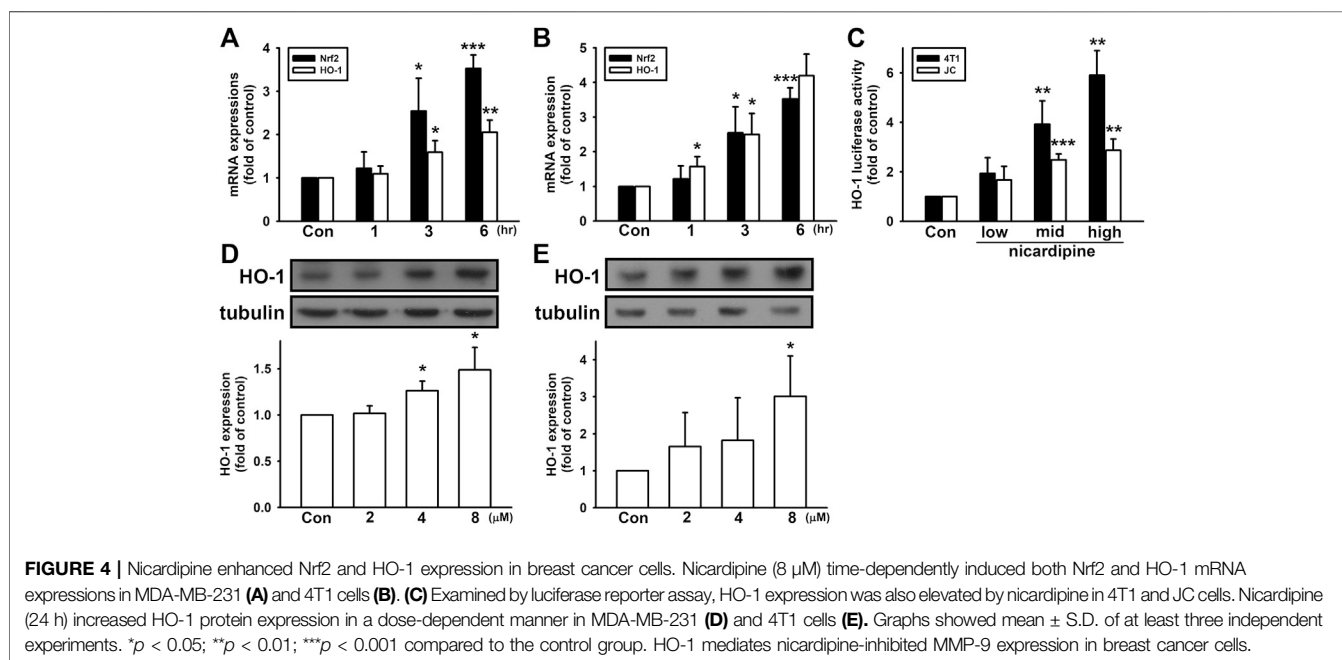 A
mRNA expressions
(fold of control)
4
3
2
1
0
Nrf2
HO-1
*
*
***
**
Con 1 3 6 (hr)
B
mRNA expressions
(fold of control)
5
4
3
2
1
0
Nrf2
HO-1
*
*
*
***
Con 1 3 6 (hr)
C
HO-1 luciferase activity
(fold of control)
6
4
2
0
4T1
JC
**
***
**
**
Con low mid high
nicardipine
D
HO-1
tubulin
HO-1 expression
(fold of control)
1.5
1.0
0.5
0.0
*
*
Con 2 4 8 (μM)
E
HO-1
tubulin
HO-1 expression
(fold of control)
4
3
2
1
0
*
Con 2 4 8 (μM)
FIGURE 4 | Nicardipine enhanced Nrf2 and HO-1 expression in breast cancer cells. Nicardipine (8 μM) time-dependently induced both Nrf2 and HO-1 mRNA
expressions in MDA-MB-231 (A) and 4T1 cells (B). (C) Examined by luciferase reporter assay, HO-1 expression was also elevated by nicardipine in 4T1 and JC cells. Nicardipine
(24 h) increased HO-1 protein expression in a dose-dependent manner in MDA-MB-231 (D) and 4T1 cells (E). Graphs showed mean ± S.D. of at least three independent
experiments. *p < 0.05; **p < 0.01; ***p < 0.001 compared to the control group. HO-1 mediates nicardipine-inhibited MMP-9 expression in breast cancer cells.